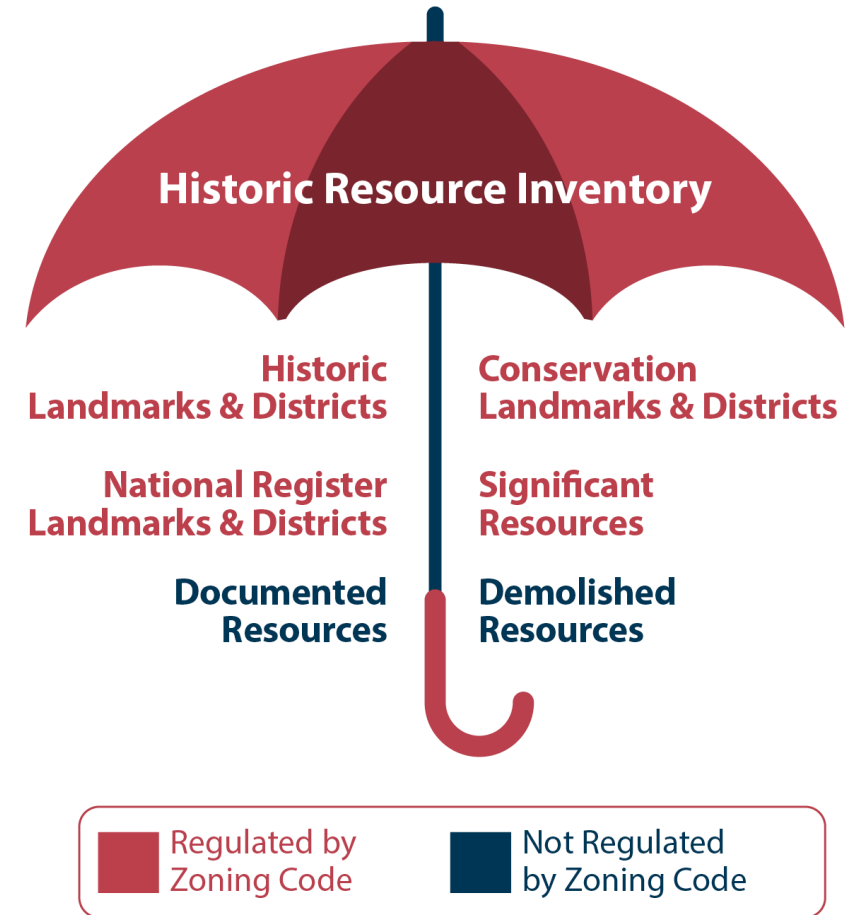 Historic Resource Inventory
Historic
Landmarks & Districts
Conservation
Landmarks & Districts
National Register
Landmarks & Districts
Significant
Resources
Documented
Resources
Demolished
Resources
Regulated by
Zoning Code
Not Regulated
by Zoning Code